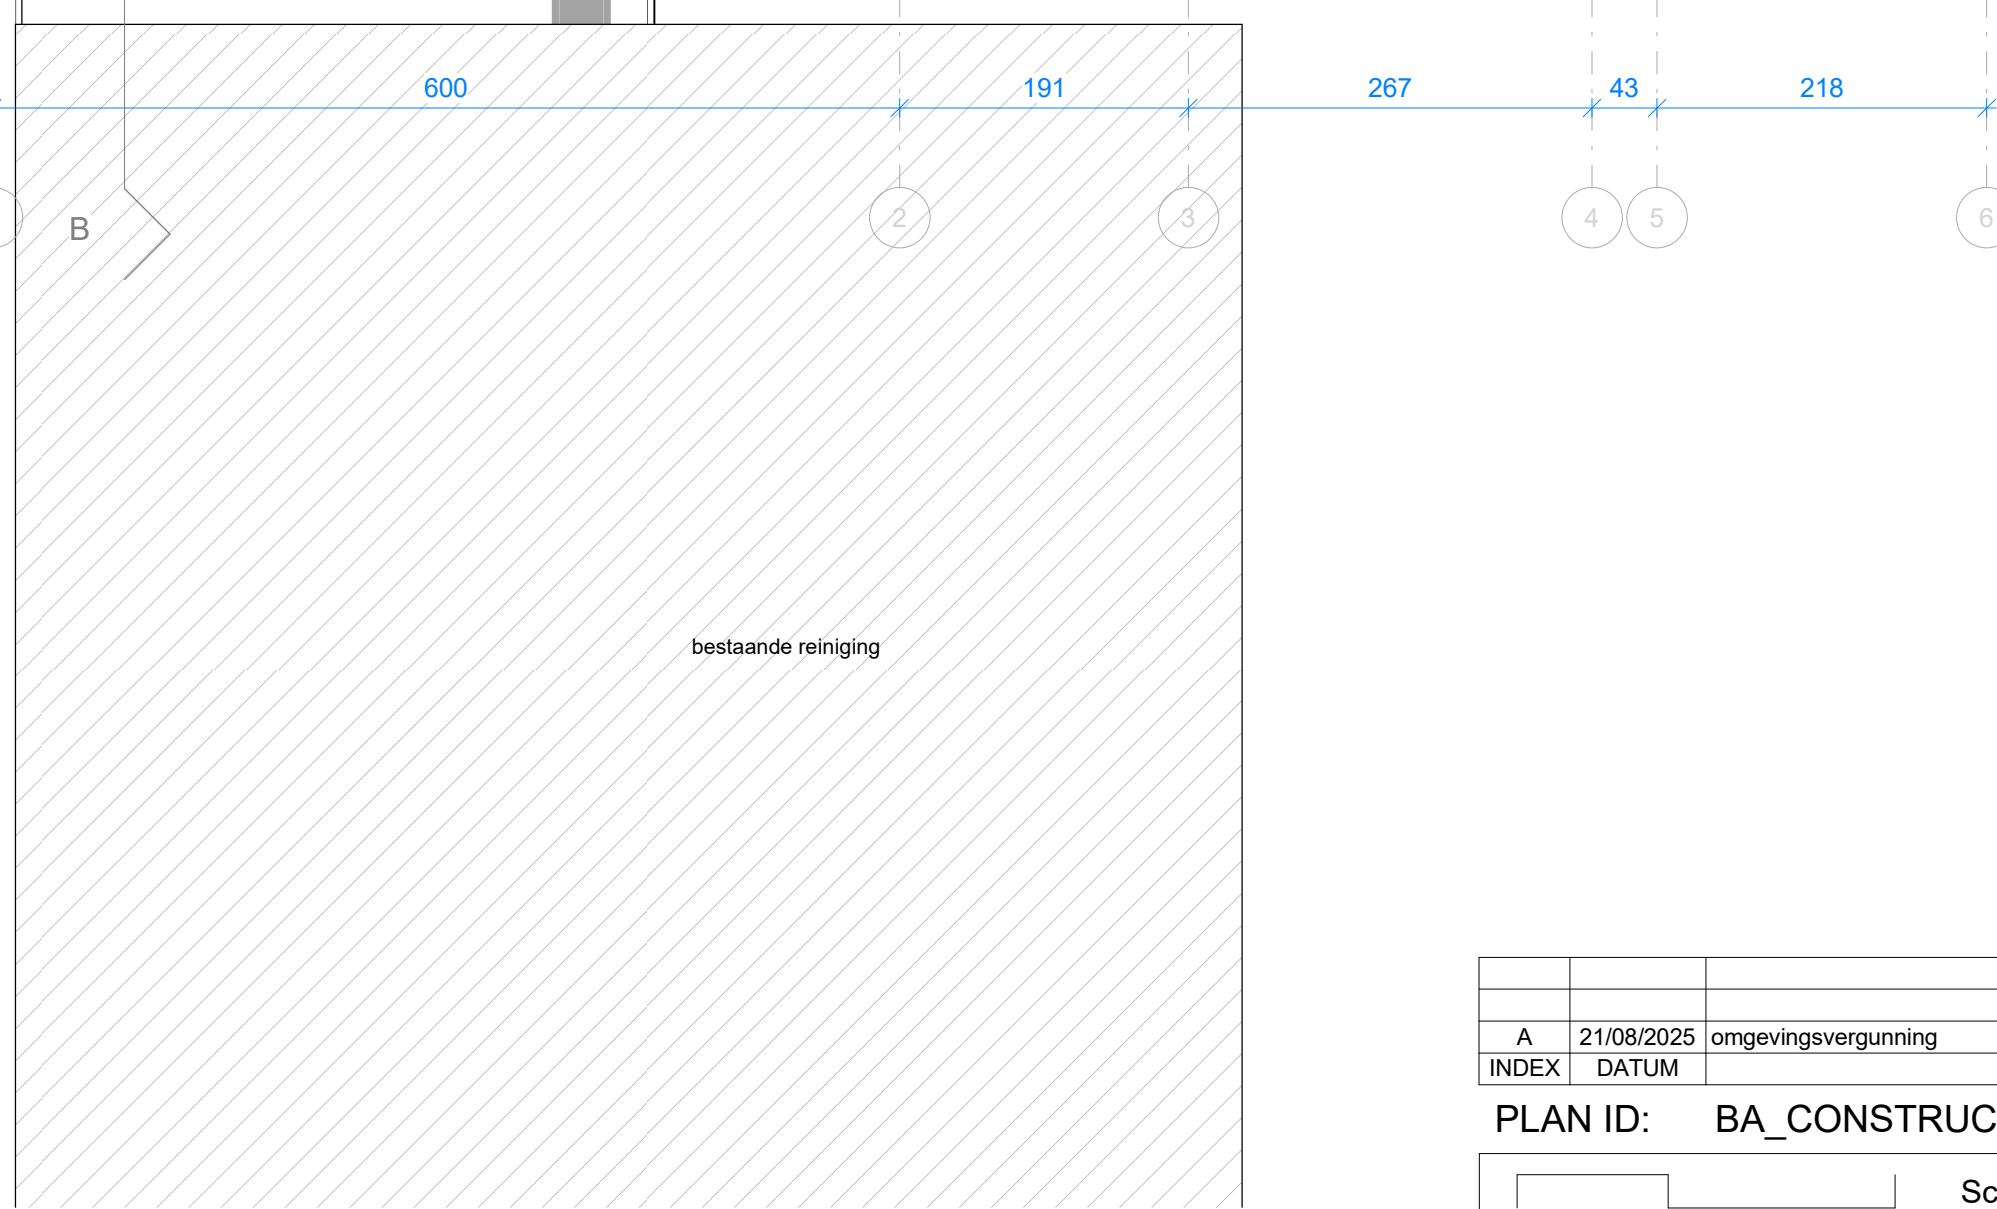 600 191 267 43 218
B 2 3 4 5 6
bestaande reiniging
A 21/08/2025 omgevingsvergunning
INDEX DATUM
PLAN ID: BA_CONSTRUC
Sc